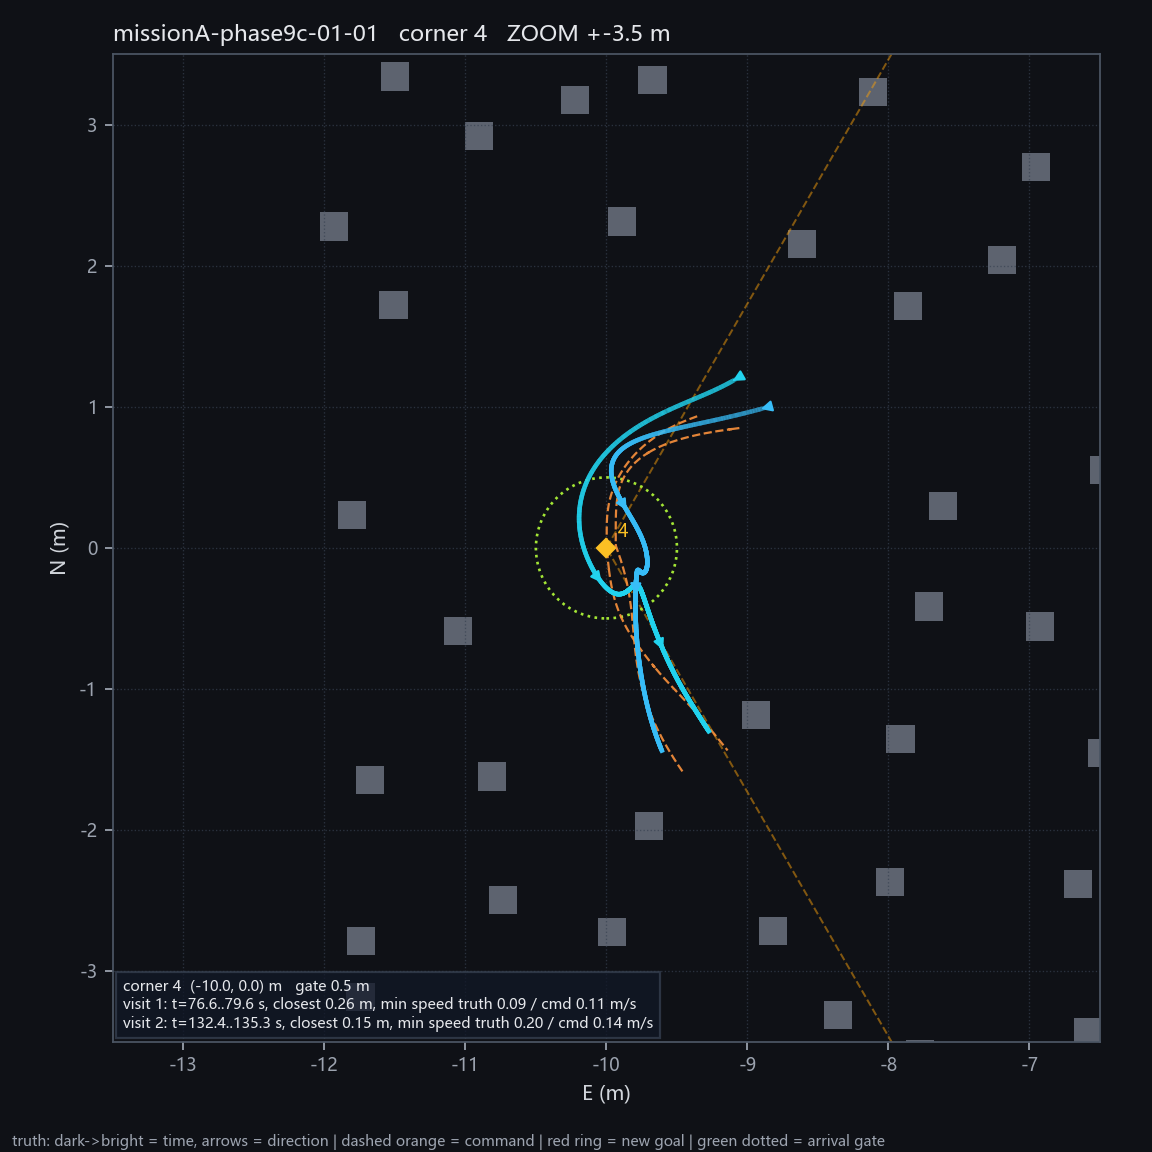 missionA-phase9c-01-01   corner 4   ZOOM +-3.5 m
3
2
1
0
-1
-2
-3
N (m)
4
corner 4  (-10.0, 0.0) m   gate 0.5 m
visit 1: t=76.6..79.6 s, closest 0.26 m, min speed truth 0.09 / cmd 0.11 m/s
visit 2: t=132.4..135.3 s, closest 0.15 m, min speed truth 0.20 / cmd 0.14 m/s
-13 -12 -11 -10 -9 -8 -7
E (m)
truth: dark->bright = time, arrows = direction | dashed orange = command | red ring = new goal | green dotted = arrival gate